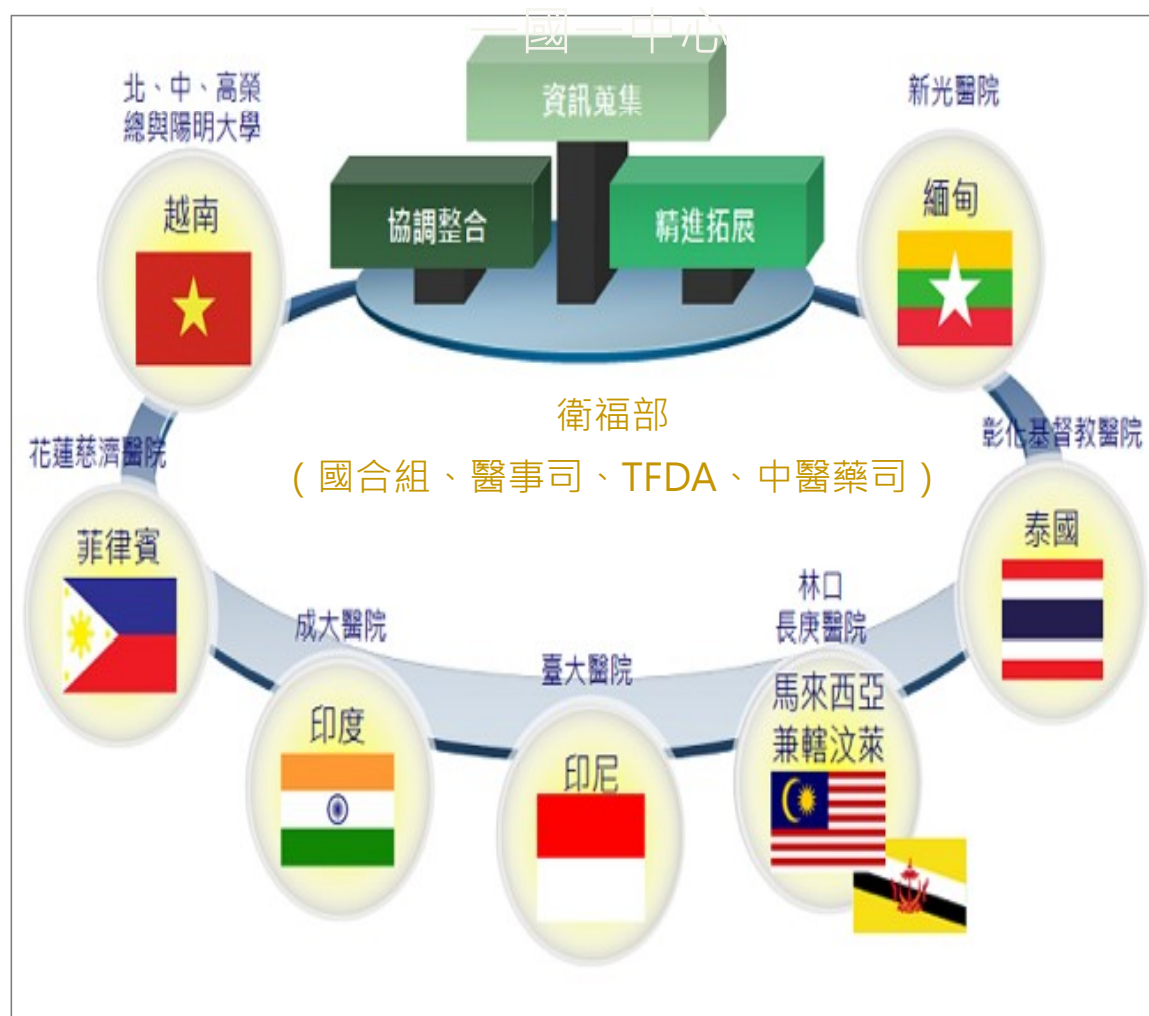 一國一中心
資訊蒐集
協調整合
精進拓展
北、中、高榮
總與陽明大學
越南
新光醫院
緬甸
衛福部
（國合組、醫事司、TFDA、中醫藥司）
花蓮慈濟醫院
菲律賓
彰化基督教醫院
泰國
成大醫院
印度
臺大醫院
印尼
林口
長庚醫院
馬來西亞
兼轄汶萊